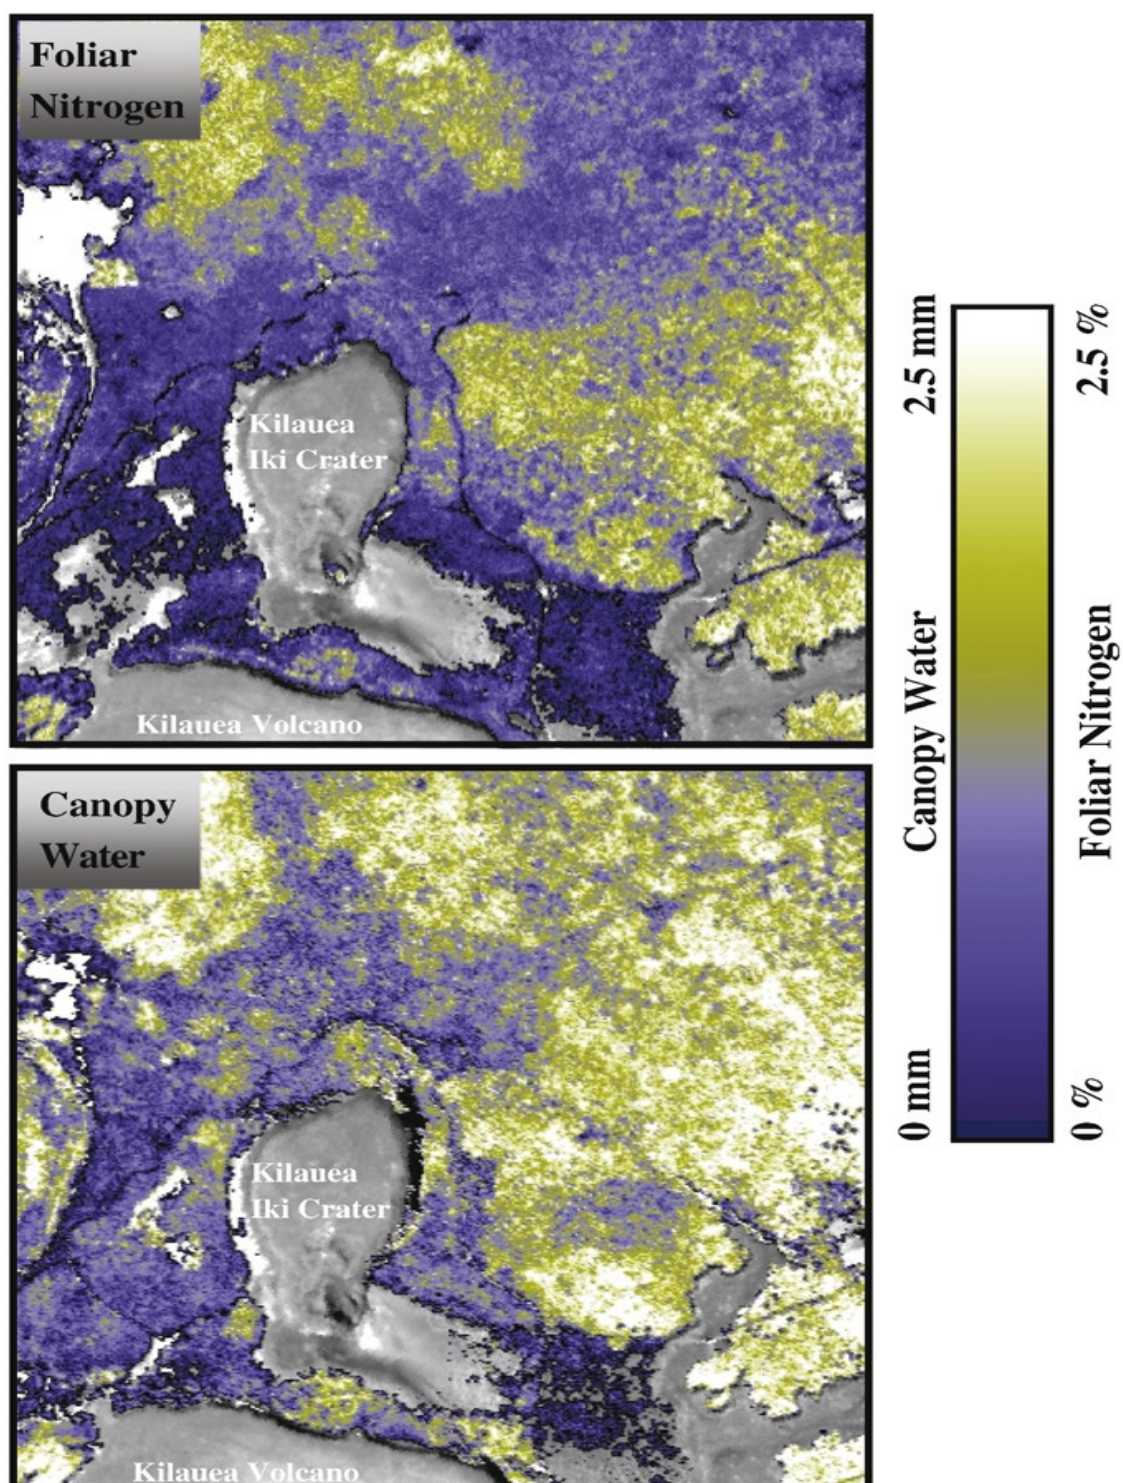 Foliar
Nitrogen
Kilauea
Iki Crater
Kilauea Volcano
Canopy
Water
Kilauea
Iki Crater
Kilauea Volcano
2.5 mm
Canopy Water
0 mm
2.5 %
Foliar Nitrogen
0 %